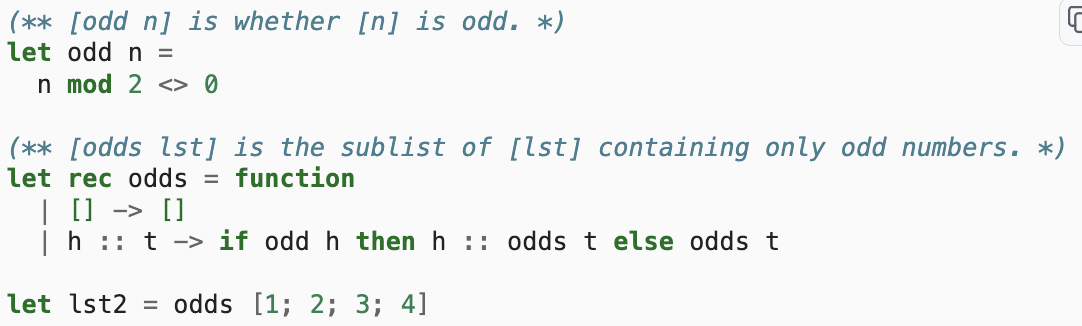 (** [odd n] is whether [n] is odd. *)
let odd n =
  n mod 2 <> 0

(** [odds lst] is the sublist of [lst] containing only odd numbers. *)
let rec odds = function
  | [] -> []
  | h :: t -> if odd h then h :: odds t else odds t

let lst2 = odds [1; 2; 3; 4]